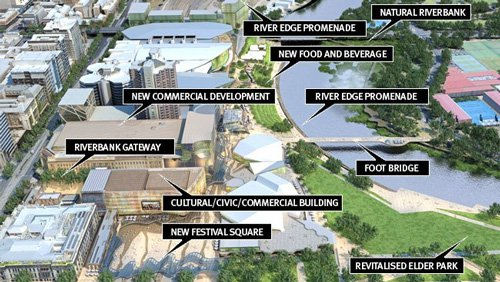 NATURAL RIVERBANK
RIVER EDGE PROMENADE
NEW FOOD AND BEVERAGE
NEW COMMERCIAL DEVELOPMENT
RIVER EDGE PROMENADE
RIVERBANK GATEWAY
FOOT BRIDGE
CULTURAL/CIVIC/COMMERCIAL BUILDING
NEW FESTIVAL SQUARE
REVITALISED ELDER PARK